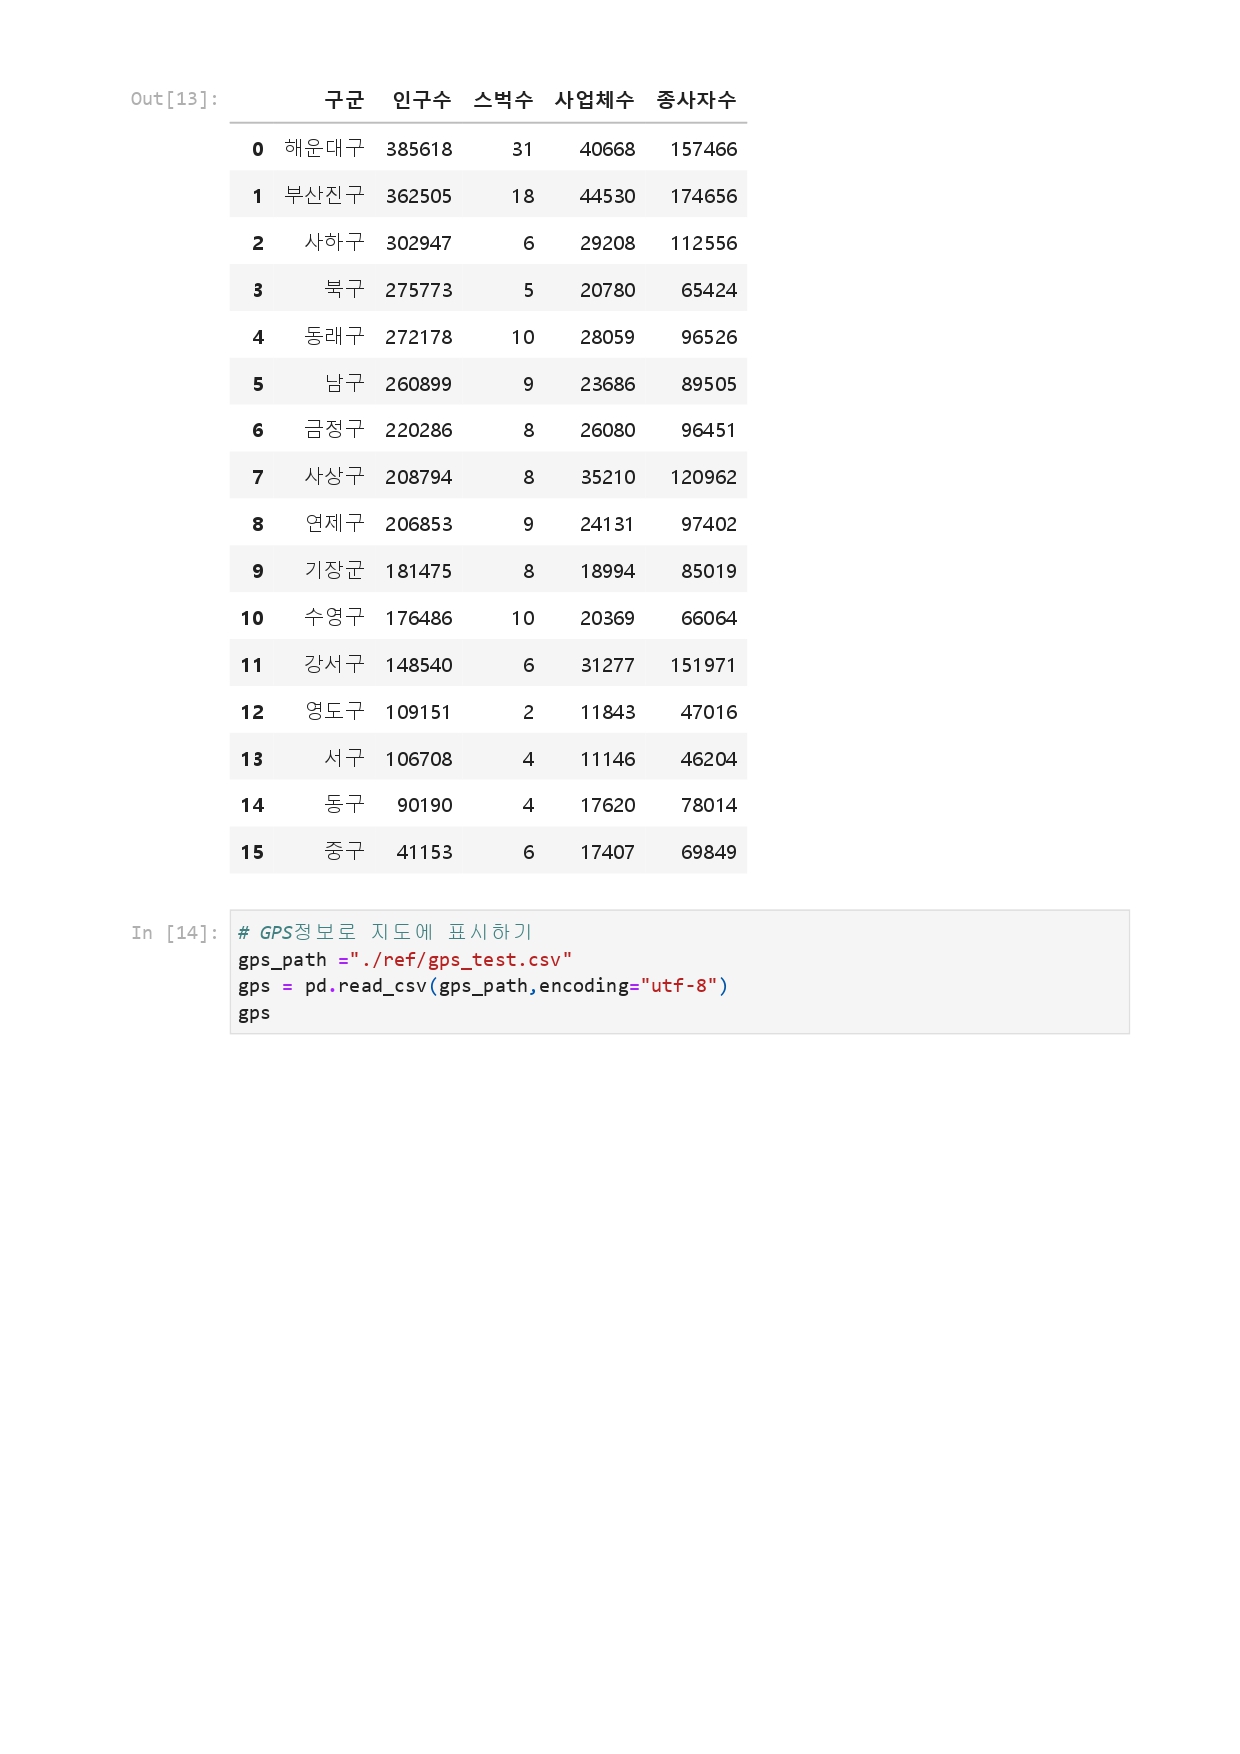 Out[13]: 구군 인구수 스벅수 사업체수 종사자수
0 해운대구 385618 31 40668 157466
1 부산진구 362505 18 44530 174656
2 사하구 302947 6 29208 112556
3 북구 275773 5 20780 65424
4 동래구 272178 10 28059 96526
5 남구 260899 9 23686 89505
6 금정구 220286 8 26080 96451
7 사상구 208794 8 35210 120962
8 연제구 206853 9 24131 97402
9 기장군 181475 8 18994 85019
10 수영구 176486 10 20369 66064
11 강서구 148540 6 31277 151971
12 영도구 109151 2 11843 47016
13 서구 106708 4 11146 46204
14 동구 90190 4 17620 78014
15 중구 41153 6 17407 69849
In [14]: # GPS정보로 지도에 표시하기
gps_path ="./ref/gps_test.csv"
gps = pd.read_csv(gps_path,encoding="utf-8")
gps